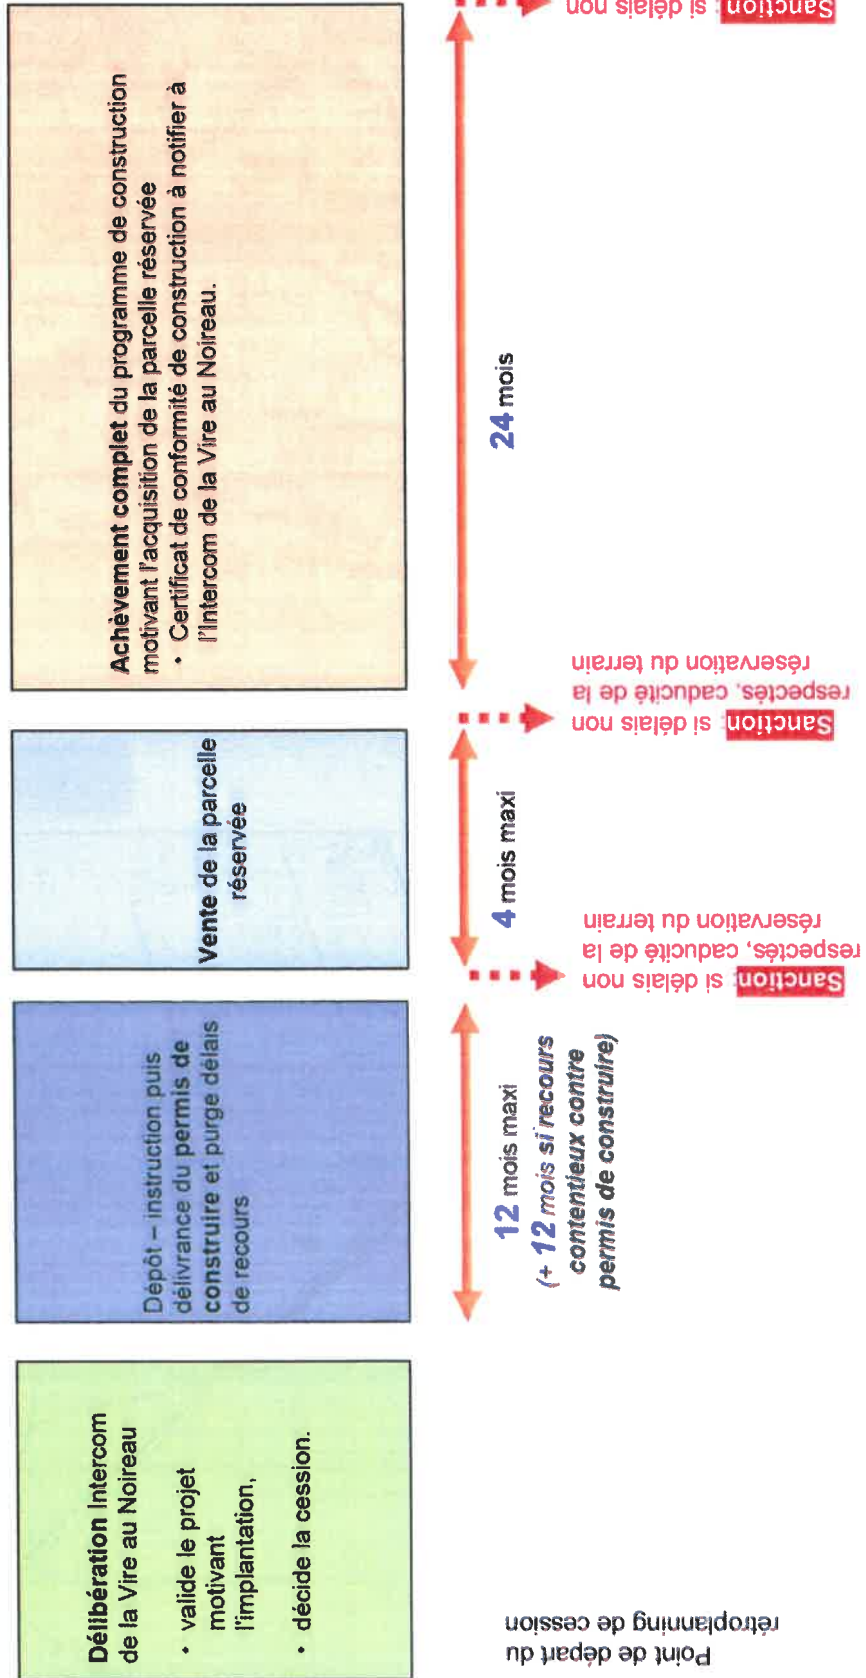 Délibération Intercom
de la Vire au Noireau
• valide le projet
motivant
l'implantation,
• décide la cession.
Point de départ du
rétroplanning de cession
Dépôt – instruction puis
délivrance du permis de
construire et purge délais
de recours
12 mois maxi
(+ 12 mois si recours
contentieux contre
permis de construire)
Sanction : si délais non
respectés, caducité de la
réservation du terrain
Vente de la parcelle
réservée
4 mois maxi
Sanction : si délais non
respectés, caducité de la
réservation du terrain
Achèvement complet du programme de construction
motivant l'acquisition de la parcelle réservée
• Certificat de conformité de construction à notifier à
l'Intercom de la Vire au Noireau.
24 mois
Sanction : si délais non